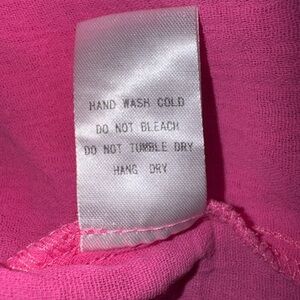 HAND WASH COLD
DO NOT BLEACH
DO NOT TUMBLE DRY
HANG DRY